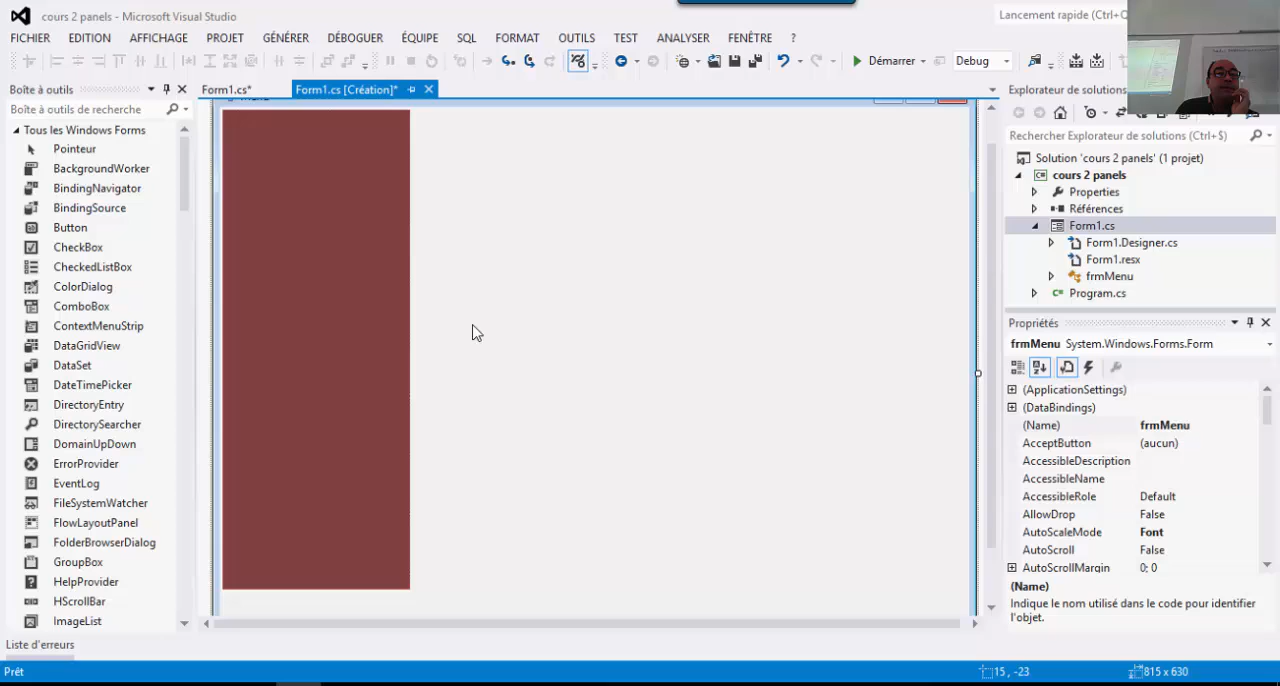 cours 2 panels - Microsoft Visual Studio
Lancement rapide (Ctrl+Q
FICHIER EDITION AFFICHAGE PROJET GÉNÉRER DÉBOGUER ÉQUIPE SQL FORMAT OUTILS TEST ANALYSER FENÊTRE ?
Démarrer Debug
Boîte à outils
Form1.cs* Form1.cs [Création]*
Explorateur de solutions
Boîte à outils de recherche
Tous les Windows Forms
Pointeur
BackgroundWorker
BindingNavigator
BindingSource
Button
CheckBox
CheckedListBox
ColorDialog
ComboBox
ContextMenuStrip
DataGridView
DataSet
DateTimePicker
DirectoryEntry
DirectorySearcher
DomainUpDown
ErrorProvider
EventLog
FileSystemWatcher
FlowLayoutPanel
FolderBrowserDialog
GroupBox
HelpProvider
HScrollBar
ImageList
Rechercher Explorateur de solutions (Ctrl+$)
Solution 'cours 2 panels' (1 projet)
cours 2 panels
Properties
Références
Form1.cs
Form1.Designer.cs
Form1.resx
frmMenu
Program.cs
Propriétés
frmMenu System.Windows.Forms.Form
(ApplicationSettings)
(DataBindings)
(Name) frmMenu
AcceptButton (aucun)
AccessibleDescription
AccessibleName
AccessibleRole Default
AllowDrop False
AutoScaleMode Font
AutoScroll False
AutoScrollMargin 0; 0
(Name)
Indique le nom utilisé dans le code pour identifier
l'objet.
Liste d'erreurs
Prêt
15 , -23
815 x 630